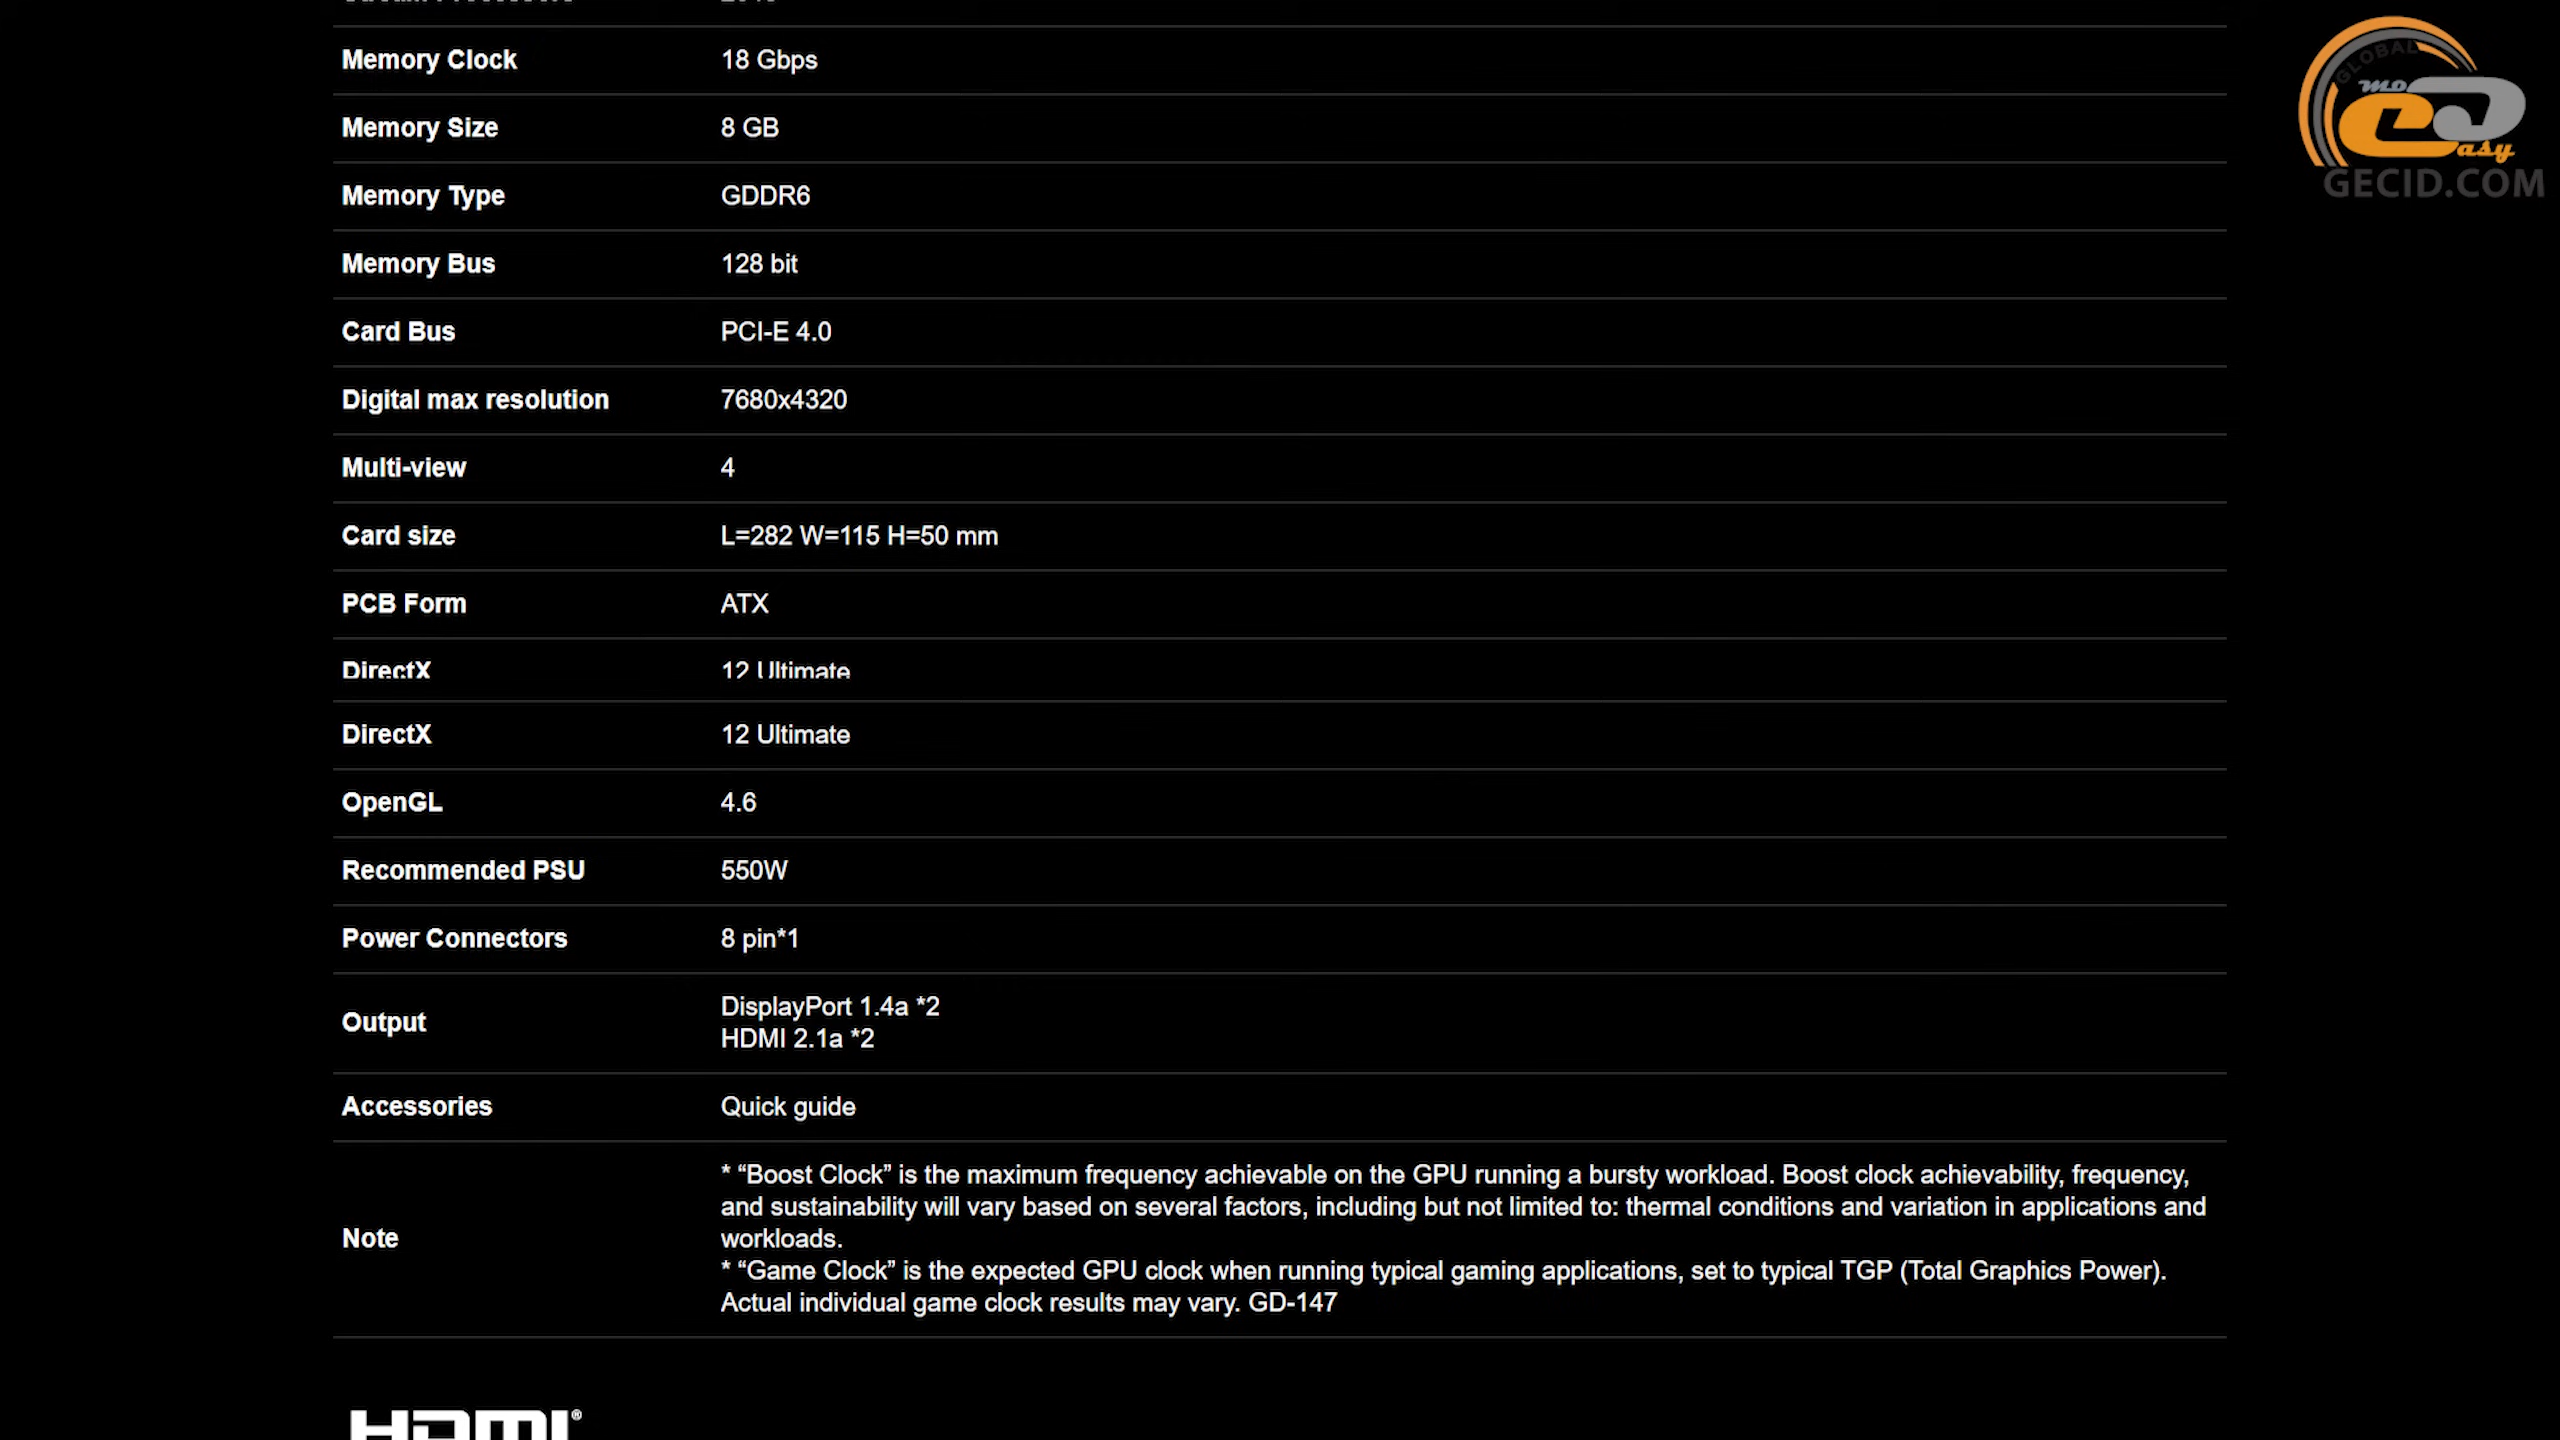 Memory Clock 18 Gbps
Memory Size 8 GB
Memory Type GDDR6
Memory Bus 128 bit
Card Bus PCI-E 4.0
Digital max resolution 7680x4320
Multi-view 4
Card size L=282 W=115 H=50 mm
PCB Form ATX
DirectX 12 Ultimate
DirectX 12 Ultimate
OpenGL 4.6
Recommended PSU 550W
Power Connectors 8 pin*1
Output DisplayPort 1.4a *2
HDMI 2.1a *2
Accessories Quick guide
Note * “Boost Clock” is the maximum frequency achievable on the GPU running a bursty workload. Boost clock achievability, frequency,
and sustainability will vary based on several factors, including but not limited to: thermal conditions and variation in applications and
workloads.
* “Game Clock” is the expected GPU clock when running typical gaming applications, set to typical TGP (Total Graphics Power).
Actual individual game clock results may vary. GD-147
HDMI®
GLOBAL
asy
GECID.COM